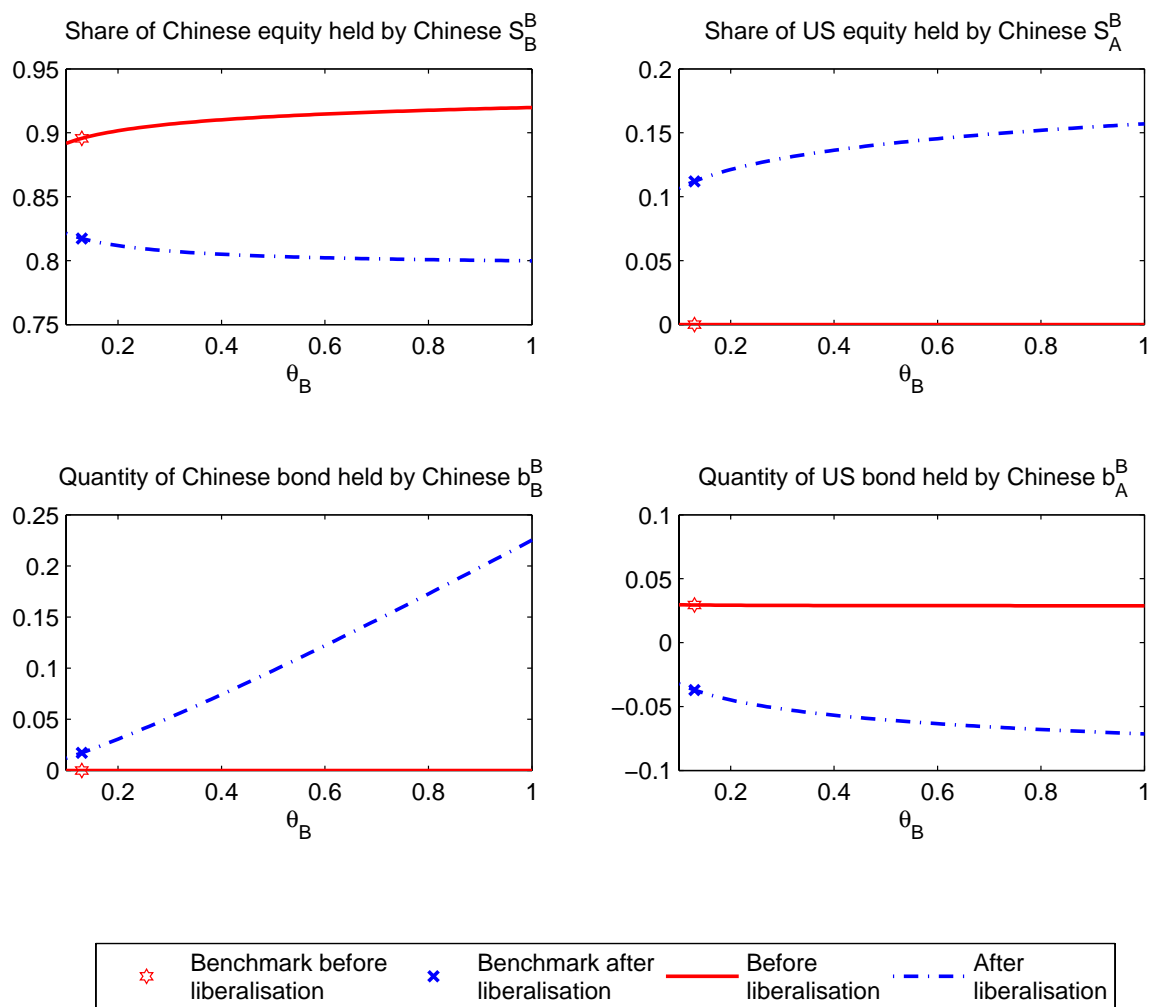 Share of Chinese equity held by Chinese S_B^B
0.95
0.9
0.85
0.8
0.75
0.2 0.4 0.6 0.8 1
θ_B
Share of US equity held by Chinese S_A^B
0.2
0.15
0.1
0.05
0
0.2 0.4 0.6 0.8 1
θ_B
Quantity of Chinese bond held by Chinese b_B^B
0.25
0.2
0.15
0.1
0.05
0
0.2 0.4 0.6 0.8 1
θ_B
Quantity of US bond held by Chinese b_A^B
0.1
0.05
0
−0.05
−0.1
0.2 0.4 0.6 0.8 1
θ_B
Benchmark before
liberalisation
Benchmark after
liberalisation
Before
liberalisation
After
liberalisation